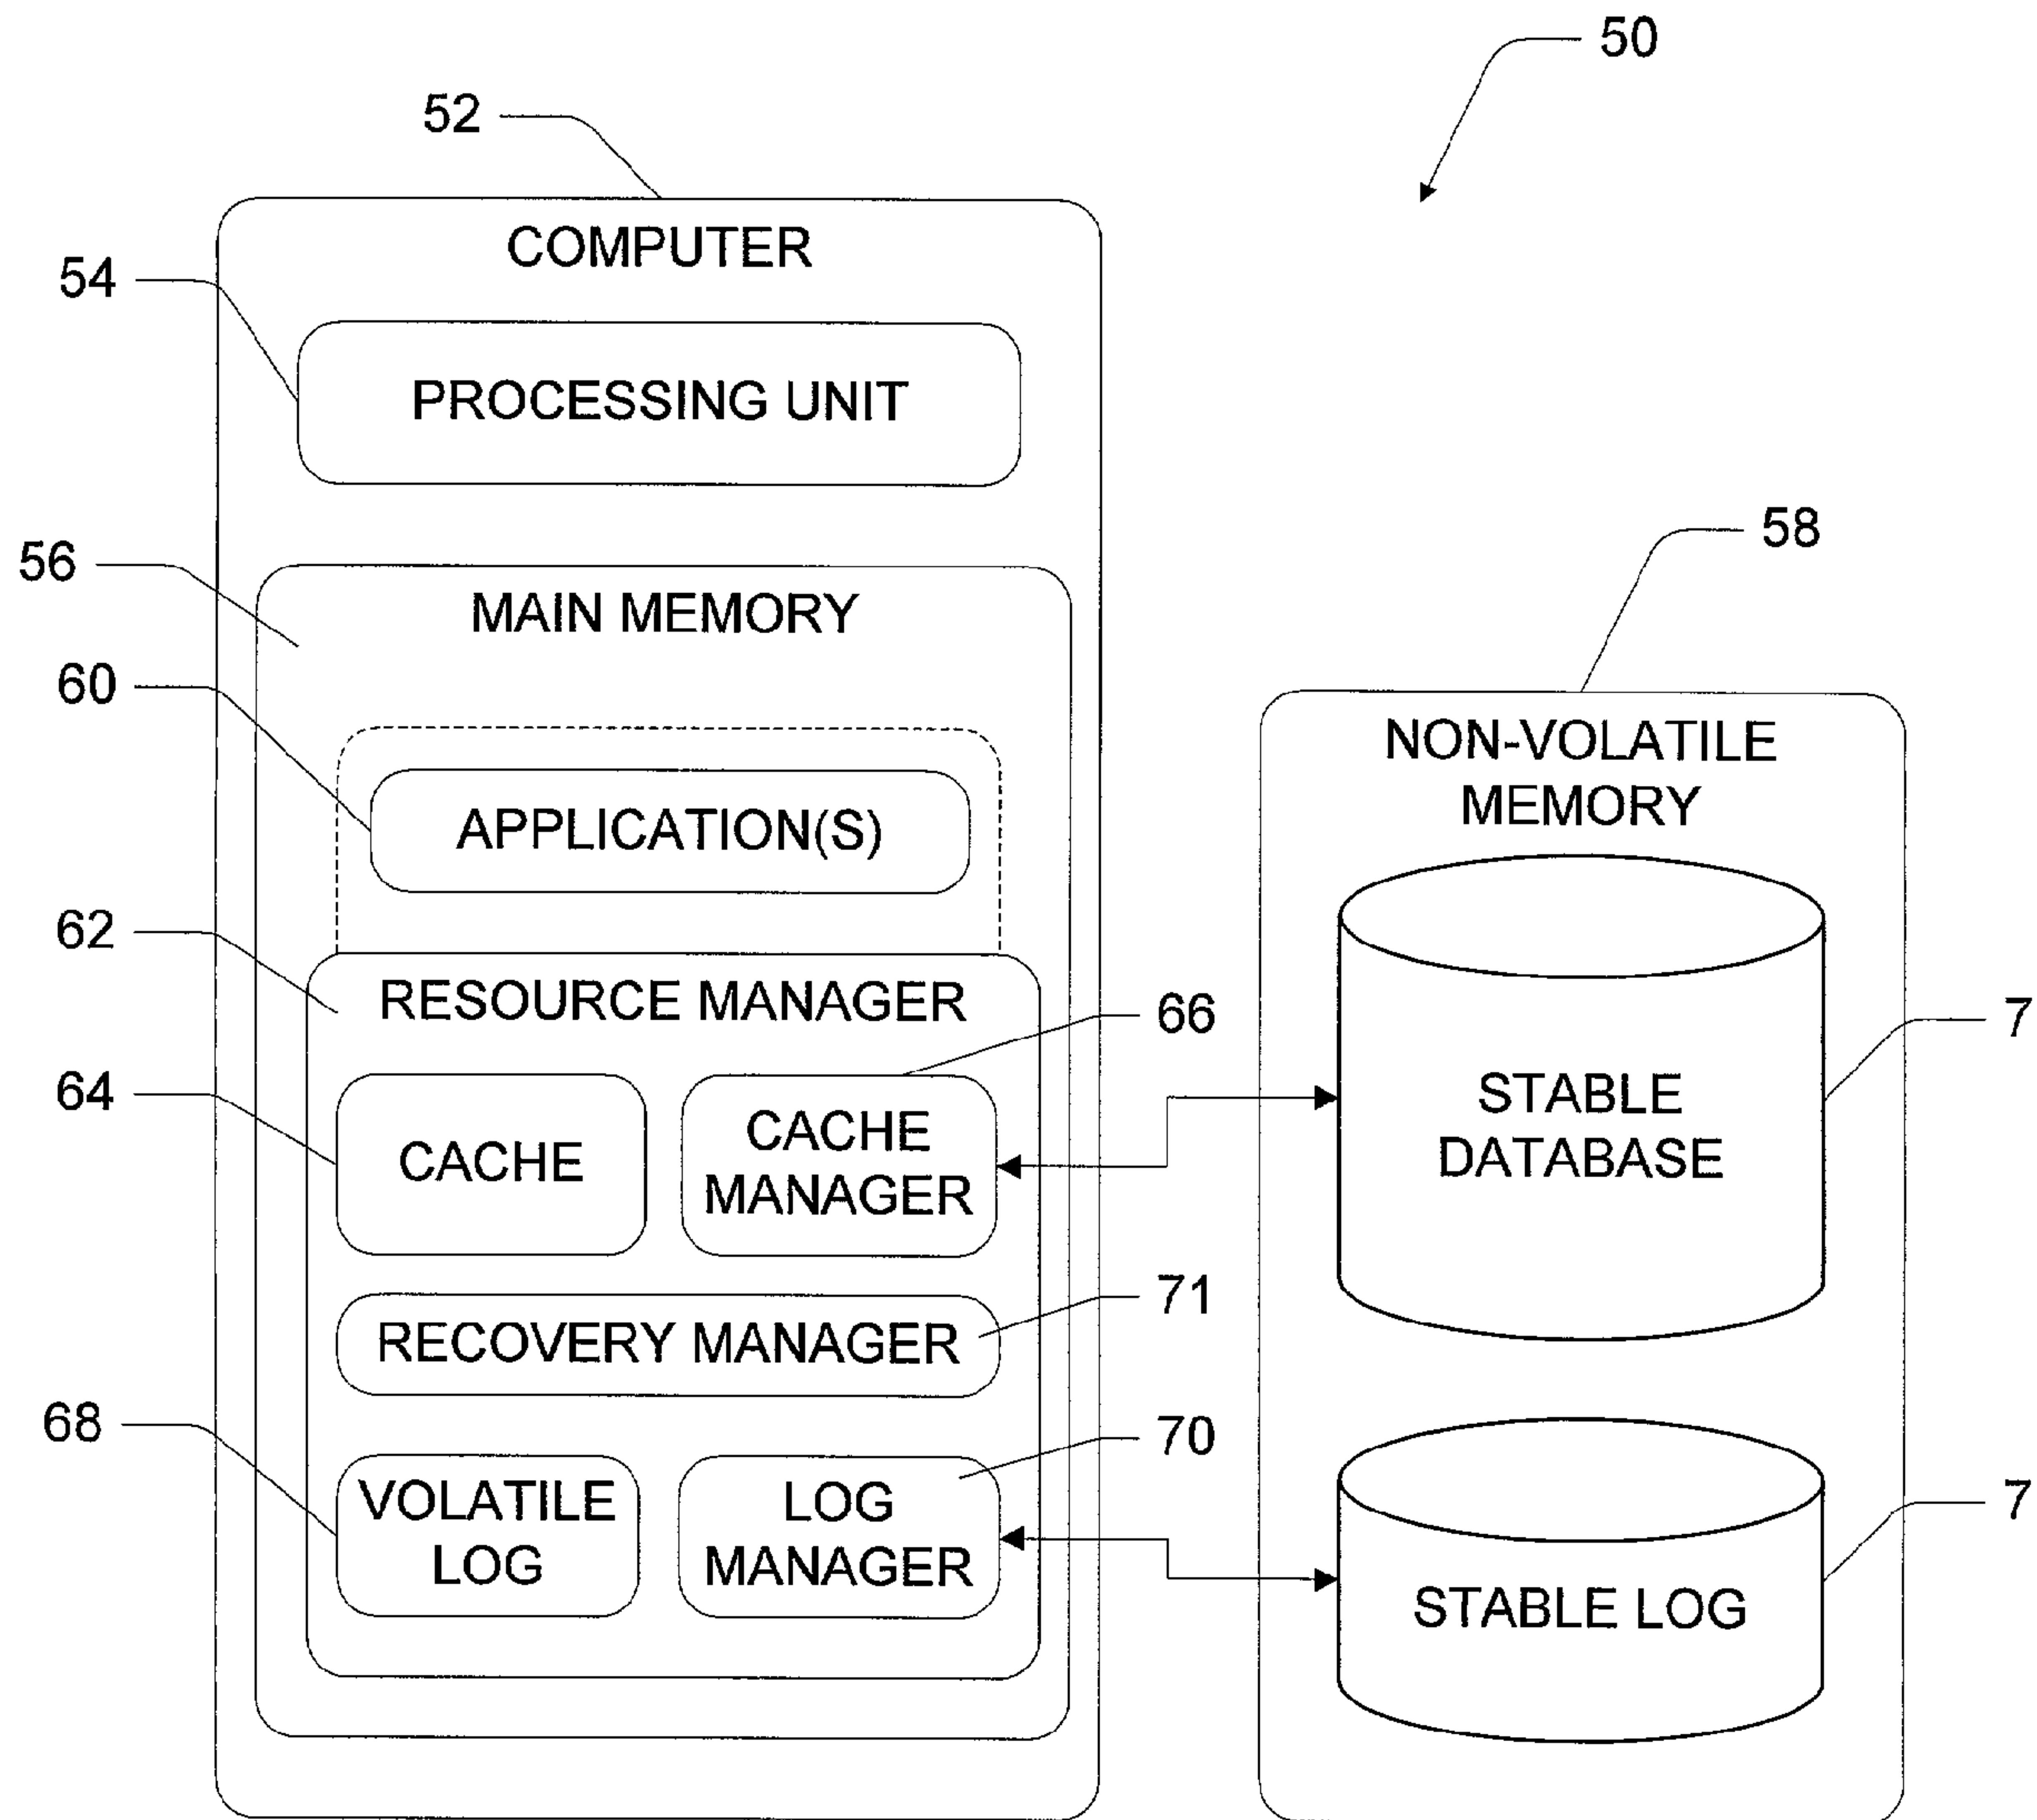 50
52
COMPUTER
54
PROCESSING UNIT
58
56
MAIN MEMORY
60
NON-VOLATILE
MEMORY
APPLICATION(S)
62
RESOURCE MANAGER
66
7
64
CACHE
CACHE
MANAGER
STABLE
DATABASE
71
RECOVERY MANAGER
68
70
VOLATILE
LOG
LOG
MANAGER
7
STABLE LOG